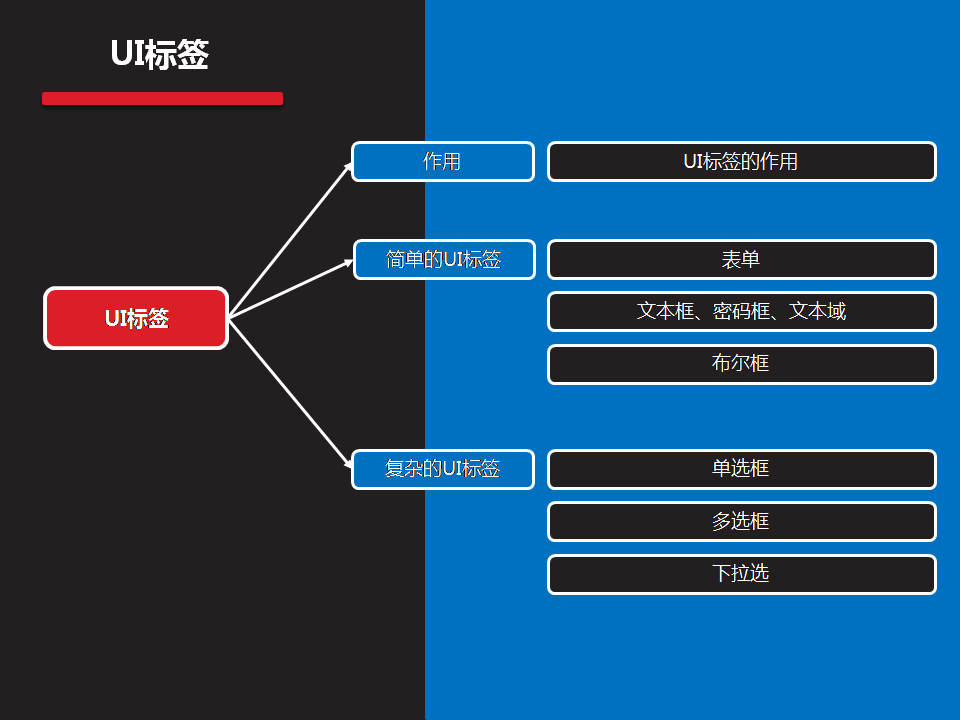 UI标签
作用
UI标签的作用
简单的UI标签
表单
文本框、密码框、文本域
布尔框
UI标签
复杂的UI标签
单选框
多选框
下拉选